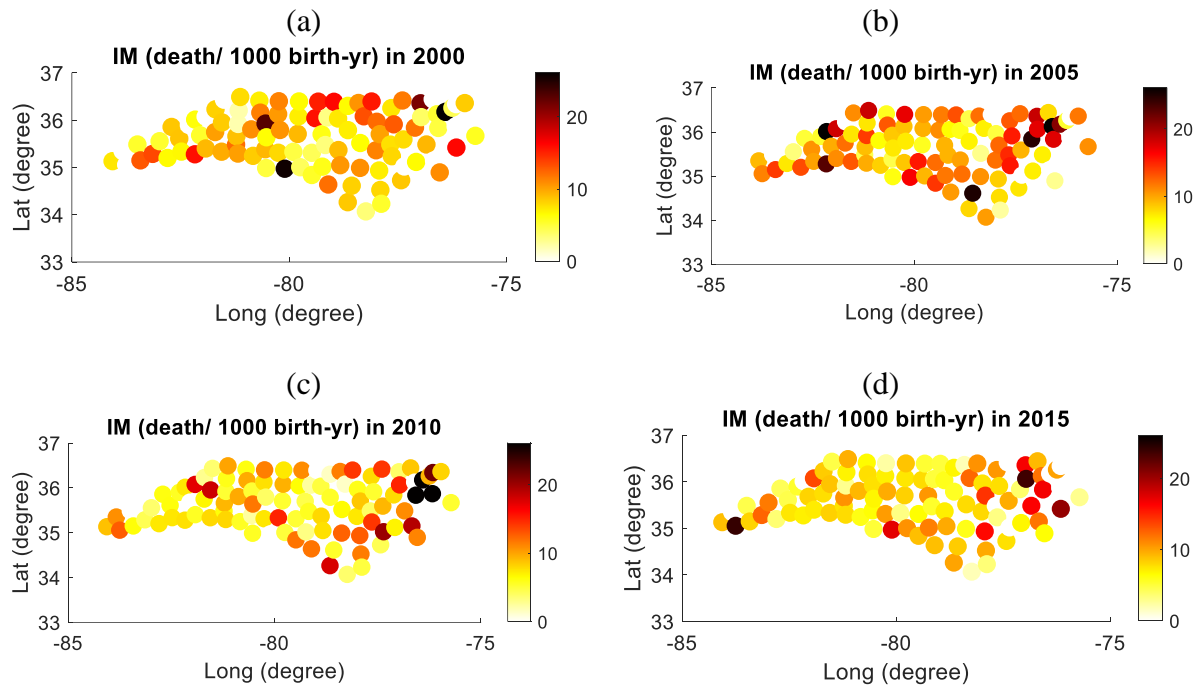 (a)
IM (death/ 1000 birth-yr) in 2000
37
36
35
34
33
Lat (degree)
-85
-80
-75
Long (degree)
20
10
0
(b)
IM (death/ 1000 birth-yr) in 2005
37
36
35
34
33
Lat (degree)
-85
-80
-75
Long (degree)
20
10
0
(c)
IM (death/ 1000 birth-yr) in 2010
37
36
35
34
33
Lat (degree)
-85
-80
-75
Long (degree)
20
10
0
(d)
IM (death/ 1000 birth-yr) in 2015
37
36
35
34
33
Lat (degree)
-85
-80
-75
Long (degree)
20
10
0